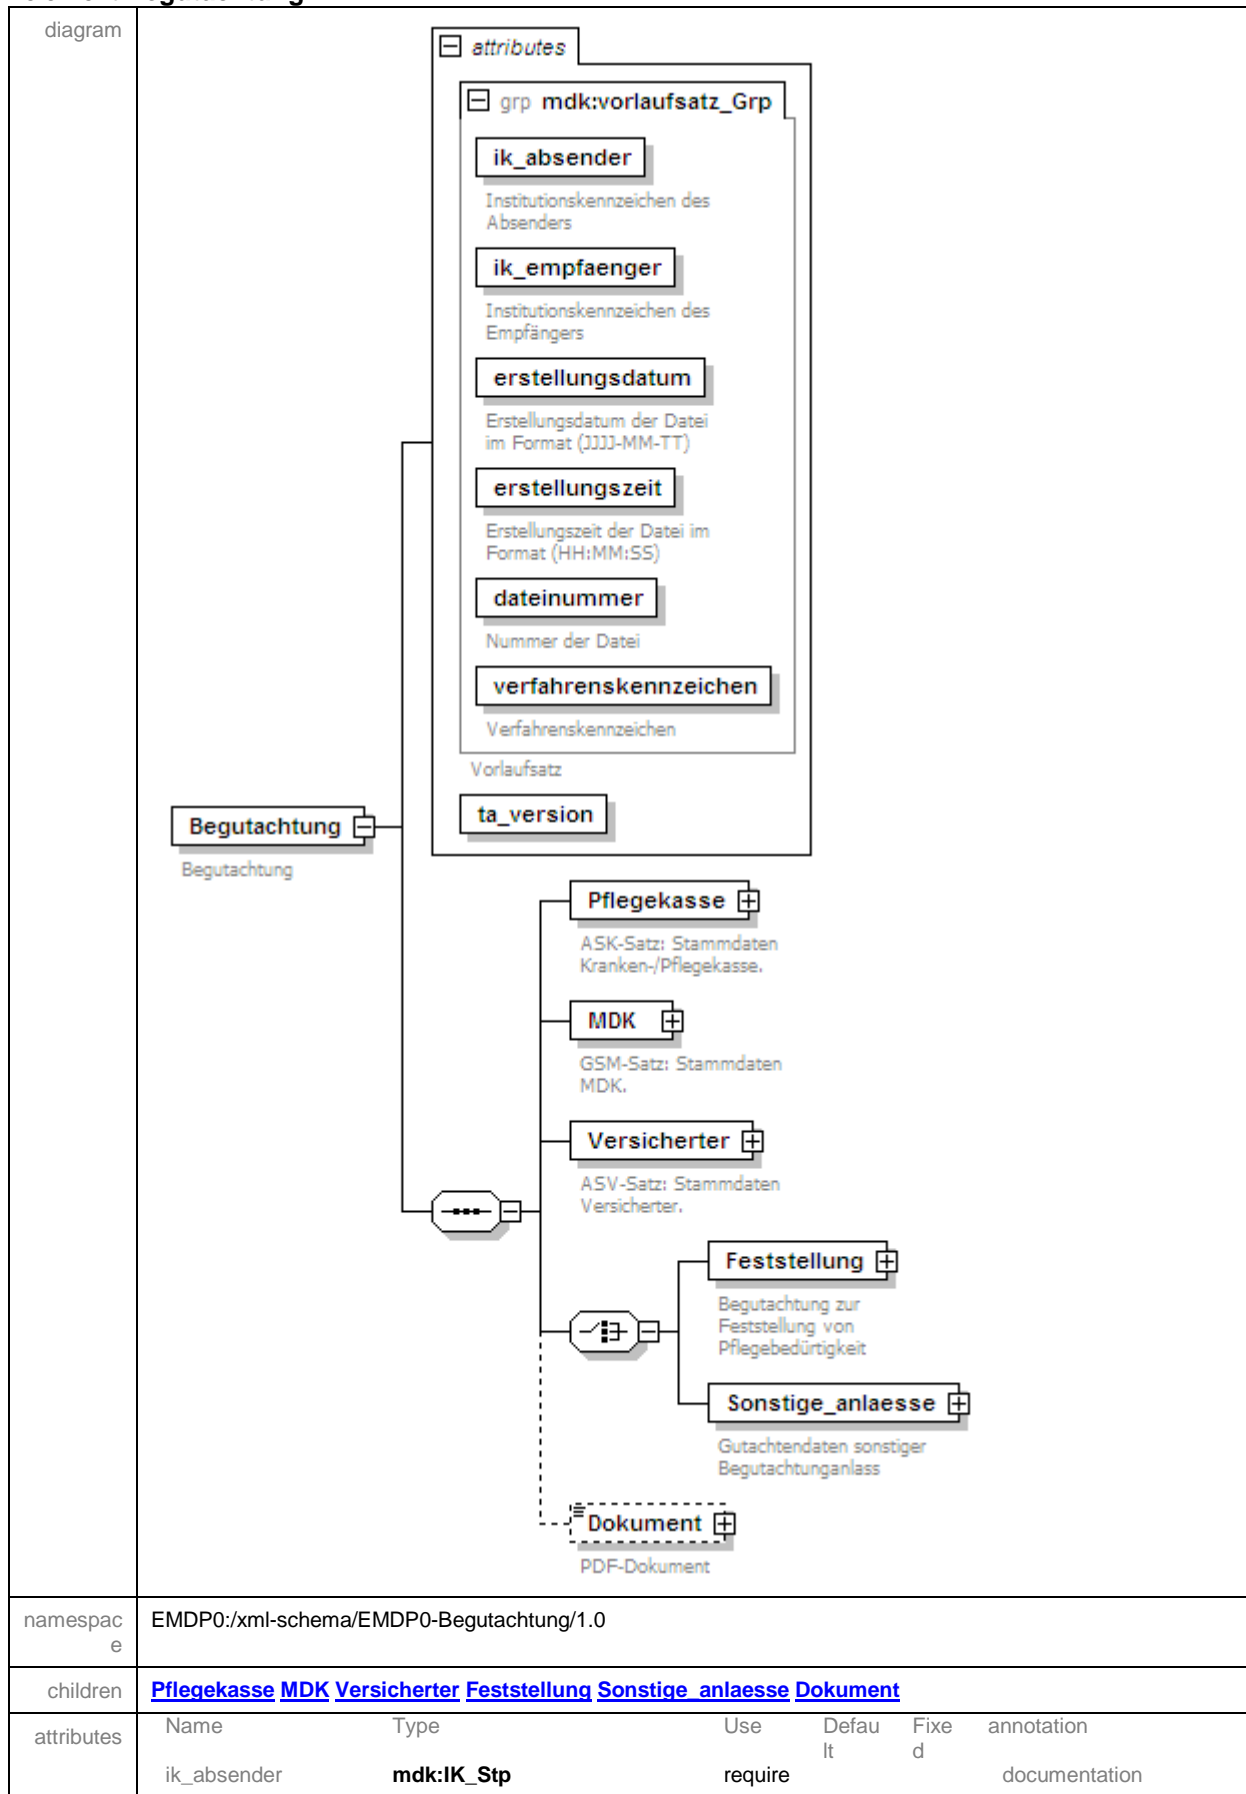 diagram
attributes
grp mdk:vorlaufsatz_Grp
ik_absender
Institutionskennzeichen des
Absenders
ik_empfaenger
Institutionskennzeichen des
Empfängers
erstellungsdatum
Erstellungsdatum der Datei
im Format (JJJJ-MM-TT)
erstellungszeit
Erstellungszeit der Datei im
Format (HH:MM:SS)
dateinummer
Nummer der Datei
verfahrenskennzeichen
Verfahrenskennzeichen
Vorlaufsatz
ta_version
Begutachtung
Begutachtung
Pflegekasse
ASK-Satz: Stammdaten
Kranken-/Pflegekasse.
MDK
GSM-Satz: Stammdaten
MDK.
Versicherter
ASV-Satz: Stammdaten
Versicherter.
Feststellung
Begutachtung zur
Feststellung von
Pflegebedürtigkeit
Sonstige_anlaesse
Gutachtendaten sonstiger
Begutachtunganlass
Dokument
PDF-Dokument
namespac
e
EMDP0:/xml-schema/EMDP0-Begutachtung/1.0
children
Pflegekasse MDK Versicherter Feststellung Sonstige_anlaesse Dokument
attributes
Name Type Use Defau Fixe annotation
lt d
ik_absender mdk:IK_Stp require documentation